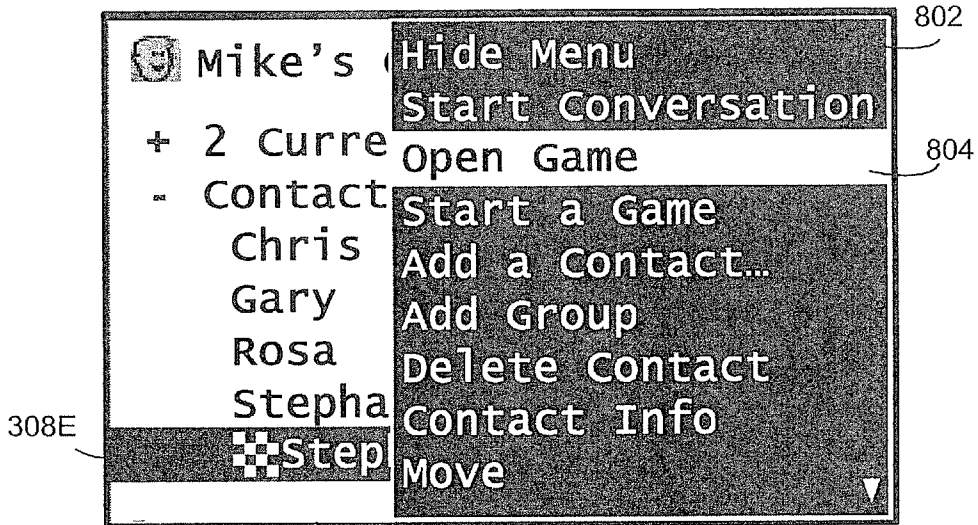 802
Mike's
Hide Menu
Start Conversation
+ 2 Curre
Open Game
804
- Contact
Start a Game
Chris
Add a Contact…
Gary
Add Group
Rosa
Delete Contact
Stepha
Contact Info
308E
Step
Move